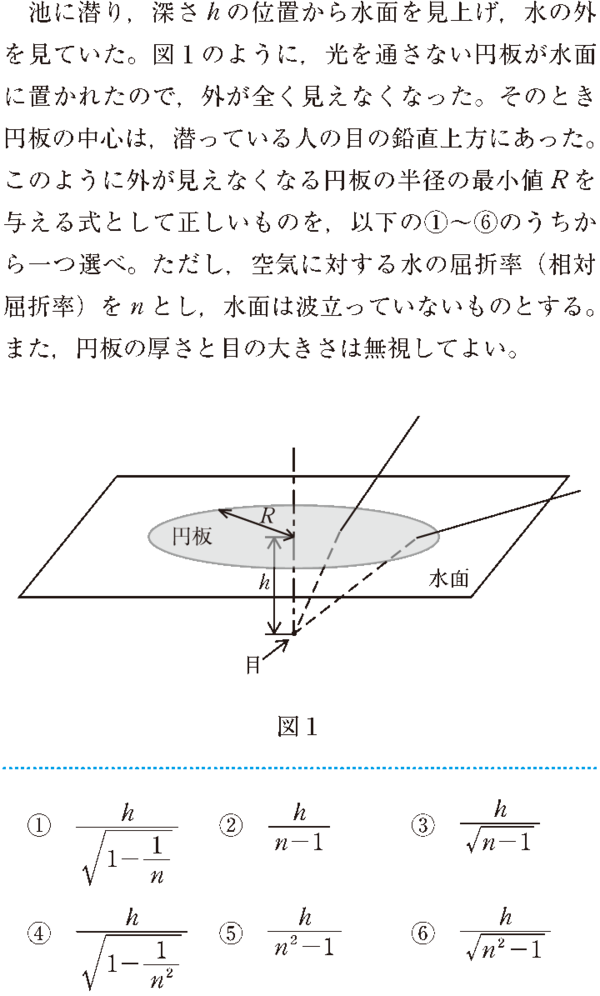 池に潜り，深さ h の位置から水面を見上げ，水の外
を見ていた。図1のように，光を通さない円板が水面
に置かれたので，外が全く見えなくなった。そのとき
円板の中心は，潜っている人の目の鉛直上方にあった。
このように外が見えなくなる円板の半径の最小値 R を
与える式として正しいものを，以下の①～⑥のうちか
ら一つ選べ。ただし，空気に対する水の屈折率（相対
屈折率）を n とし，水面は波立っていないものとする。
また，円板の厚さと目の大きさは無視してよい。
R
円板
h
水面
目
図1
① h/√(1−1/n) ② h/(n−1) ③ h/√(n−1)
④ h/√(1−1/n²) ⑤ h/(n²−1) ⑥ h/√(n²−1)